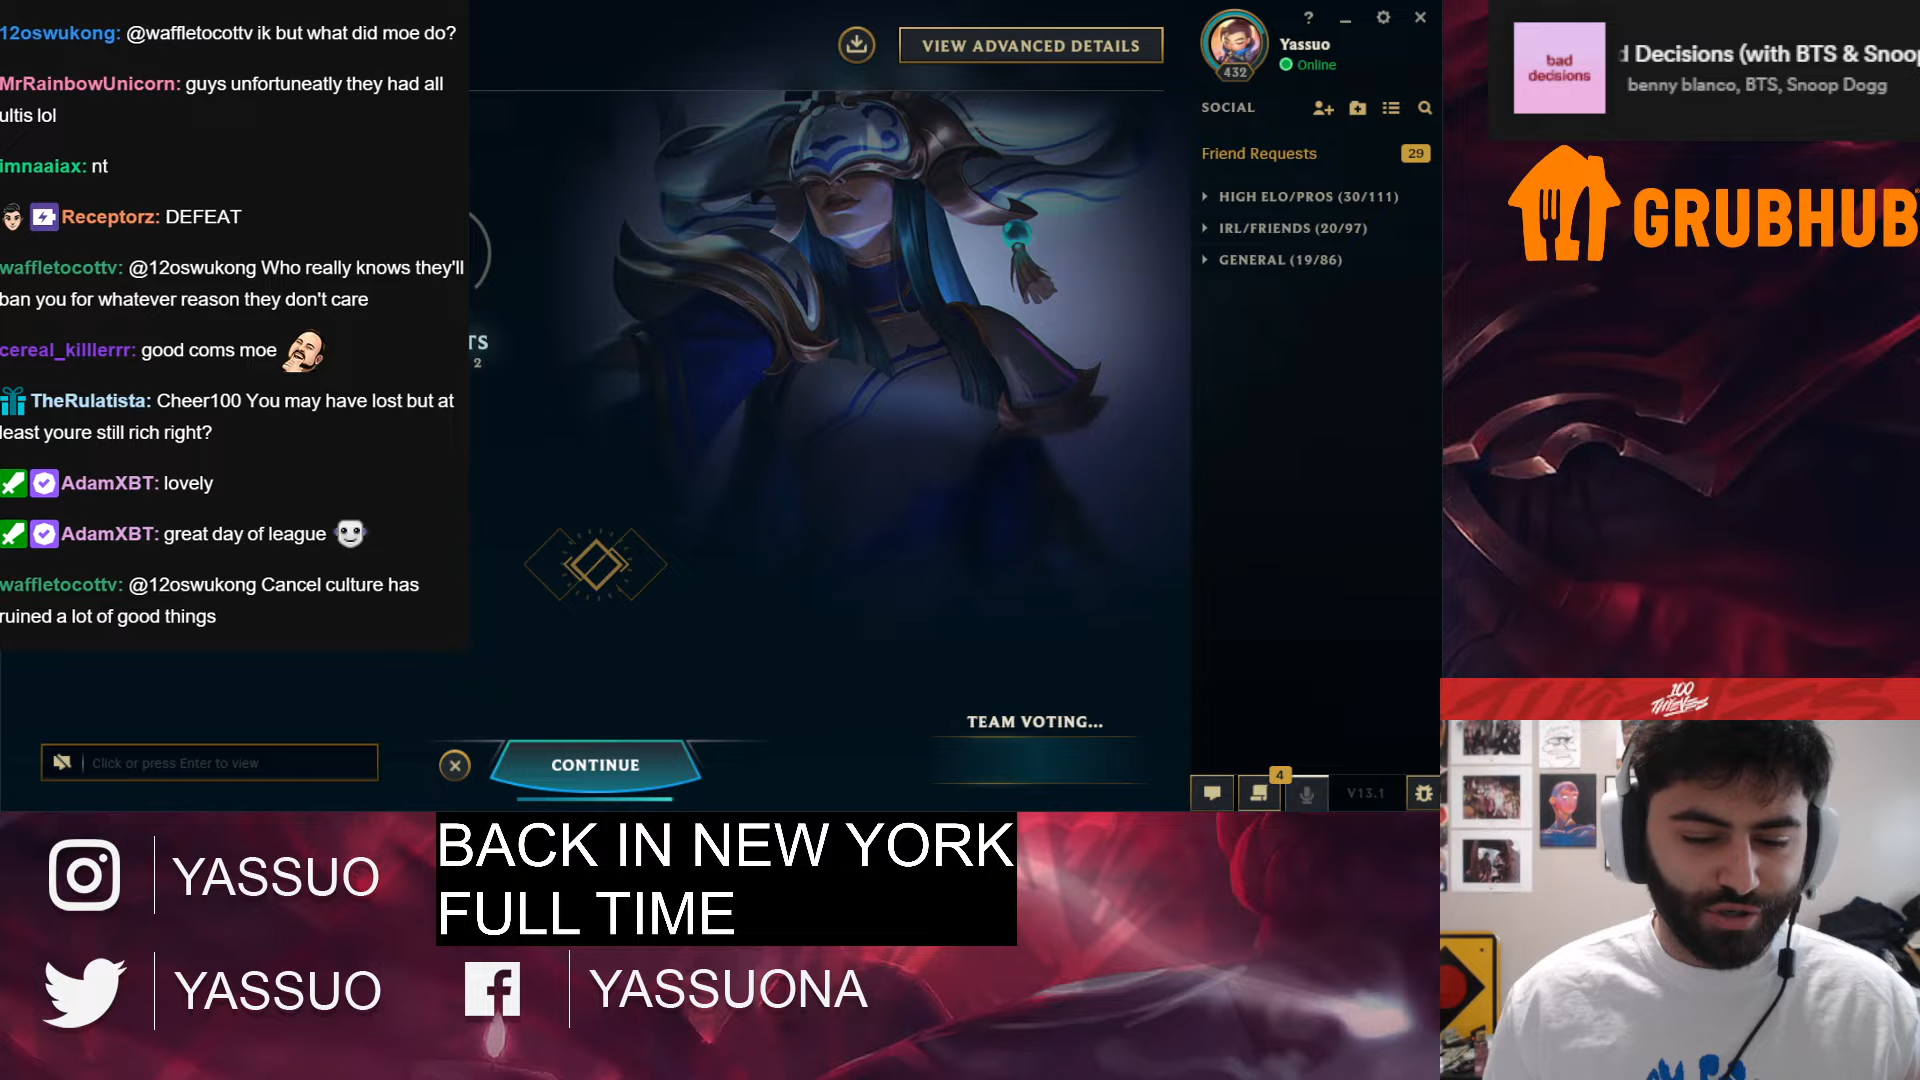 12oswukong: @waffletocottv ik but what did moe do?
MrRainbowUnicorn: guys unfortuneatly they had all
ultis lol
imnaaiax: nt
Receptorz: DEFEAT
waffletocottv: @12oswukong Who really knows they'll
ban you for whatever reason they don't care
cereal_killlerrr: good coms moe
TheRulatista: Cheer100 You may have lost but at
least youre still rich right?
AdamXBT: lovely
AdamXBT: great day of league
waffletocottv: @12oswukong Cancel culture has
ruined a lot of good things
TS
2
VIEW ADVANCED DETAILS
Yassuo
432
Online
SOCIAL
Friend Requests
29
HIGH ELO/PROS (30/111)
IRL/FRIENDS (20/97)
GENERAL (19/86)
Click or press Enter to view
CONTINUE
TEAM VOTING...
4
V13.1
bad
decisions
d Decisions (with BTS & Snoop
benny blanco, BTS, Snoop Dogg
GRUBHUB
100
THIEVES
YASSUO
BACK IN NEW YORK
FULL TIME
YASSUO
YASSUONA